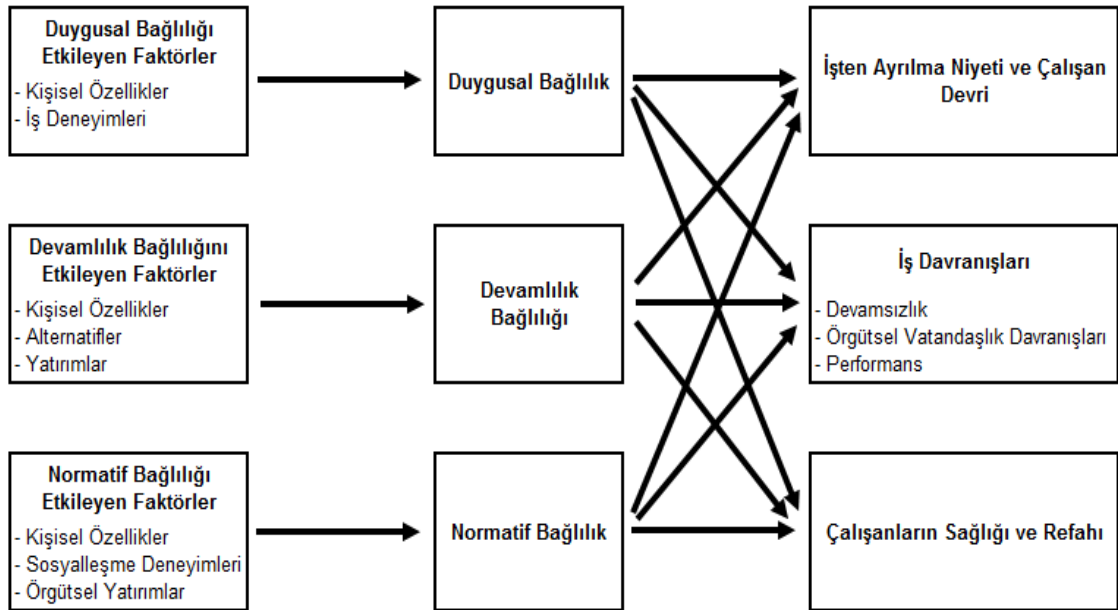 Duygusal Bağlılığı
Etkileyen Faktörler
- Kişisel Özellikler
- İş Deneyimleri
Duygusal Bağlılık
İşten Ayrılma Niyeti ve Çalışan
Devri
Devamlılık Bağlılığını
Etkileyen Faktörler
- Kişisel Özellikler
- Alternatifler
- Yatırımlar
Devamlılık
Bağlılığı
İş Davranışları
- Devamsızlık
- Örgütsel Vatandaşlık Davranışları
- Performans
Normatif Bağlılığı
Etkileyen Faktörler
- Kişisel Özellikler
- Sosyalleşme Deneyimleri
- Örgütsel Yatırımlar
Normatif Bağlılık
Çalışanların Sağlığı ve Refahı